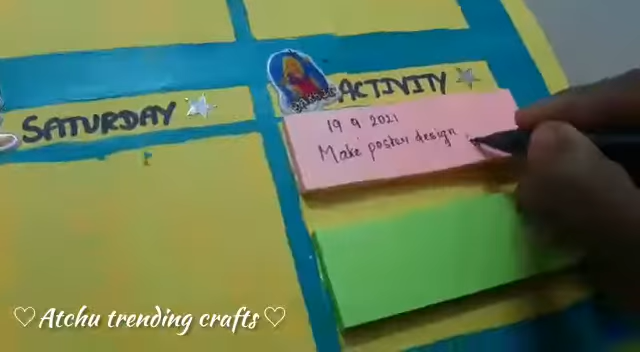 SATURDAY
ACTIVITY
19 9 2021
Make poster design
♡ Atchu trending crafts ♡